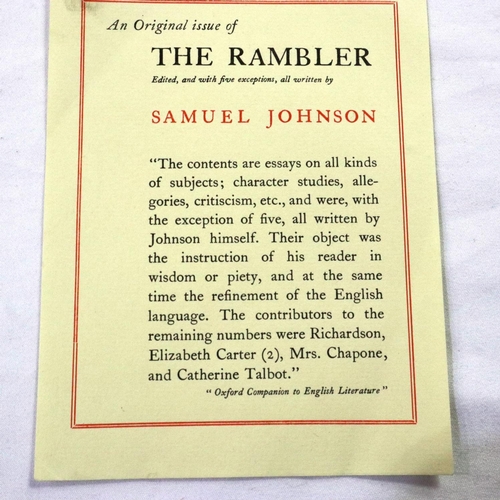 An Original issue of
THE RAMBLER
Edited, and with five exceptions, all written by
SAMUEL JOHNSON
"The contents are essays on all kinds
of subjects; character studies, alle-
gories, critiscism, etc., and were, with
the exception of five, all written by
Johnson himself. Their object was
the instruction of his reader in
wisdom or piety, and at the same
time the refinement of the English
language. The contributors to the
remaining numbers were Richardson,
Elizabeth Carter (2), Mrs. Chapone,
and Catherine Talbot."
"Oxford Companion to English Literature"